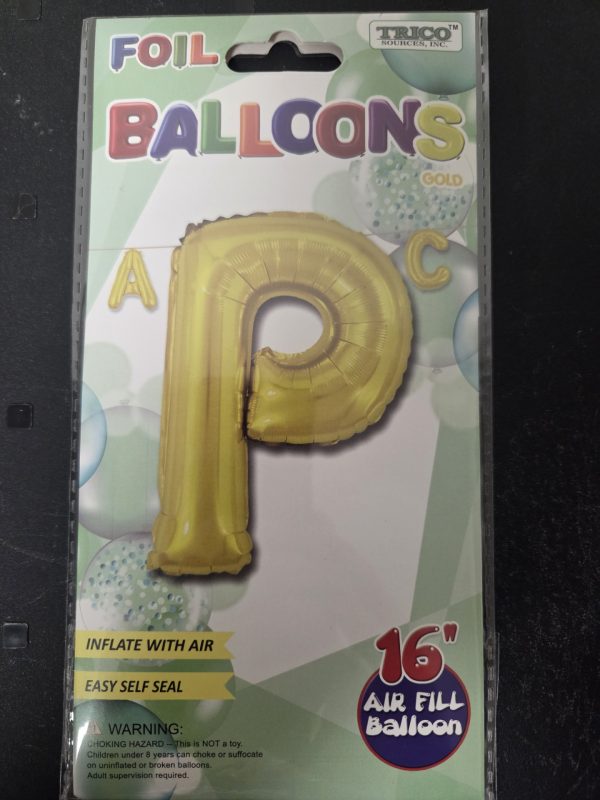 FOIL
TRICO™
SOURCES, INC.
BALLOONS
GOLD
A
C
P
INFLATE WITH AIR
EASY SELF SEAL
16"
AIR FILL
Balloon
WARNING:
CHOKING HAZARD -- This is NOT a toy.
Children under 8 years can choke or suffocate
on uninflated or broken balloons.
Adult supervision required.